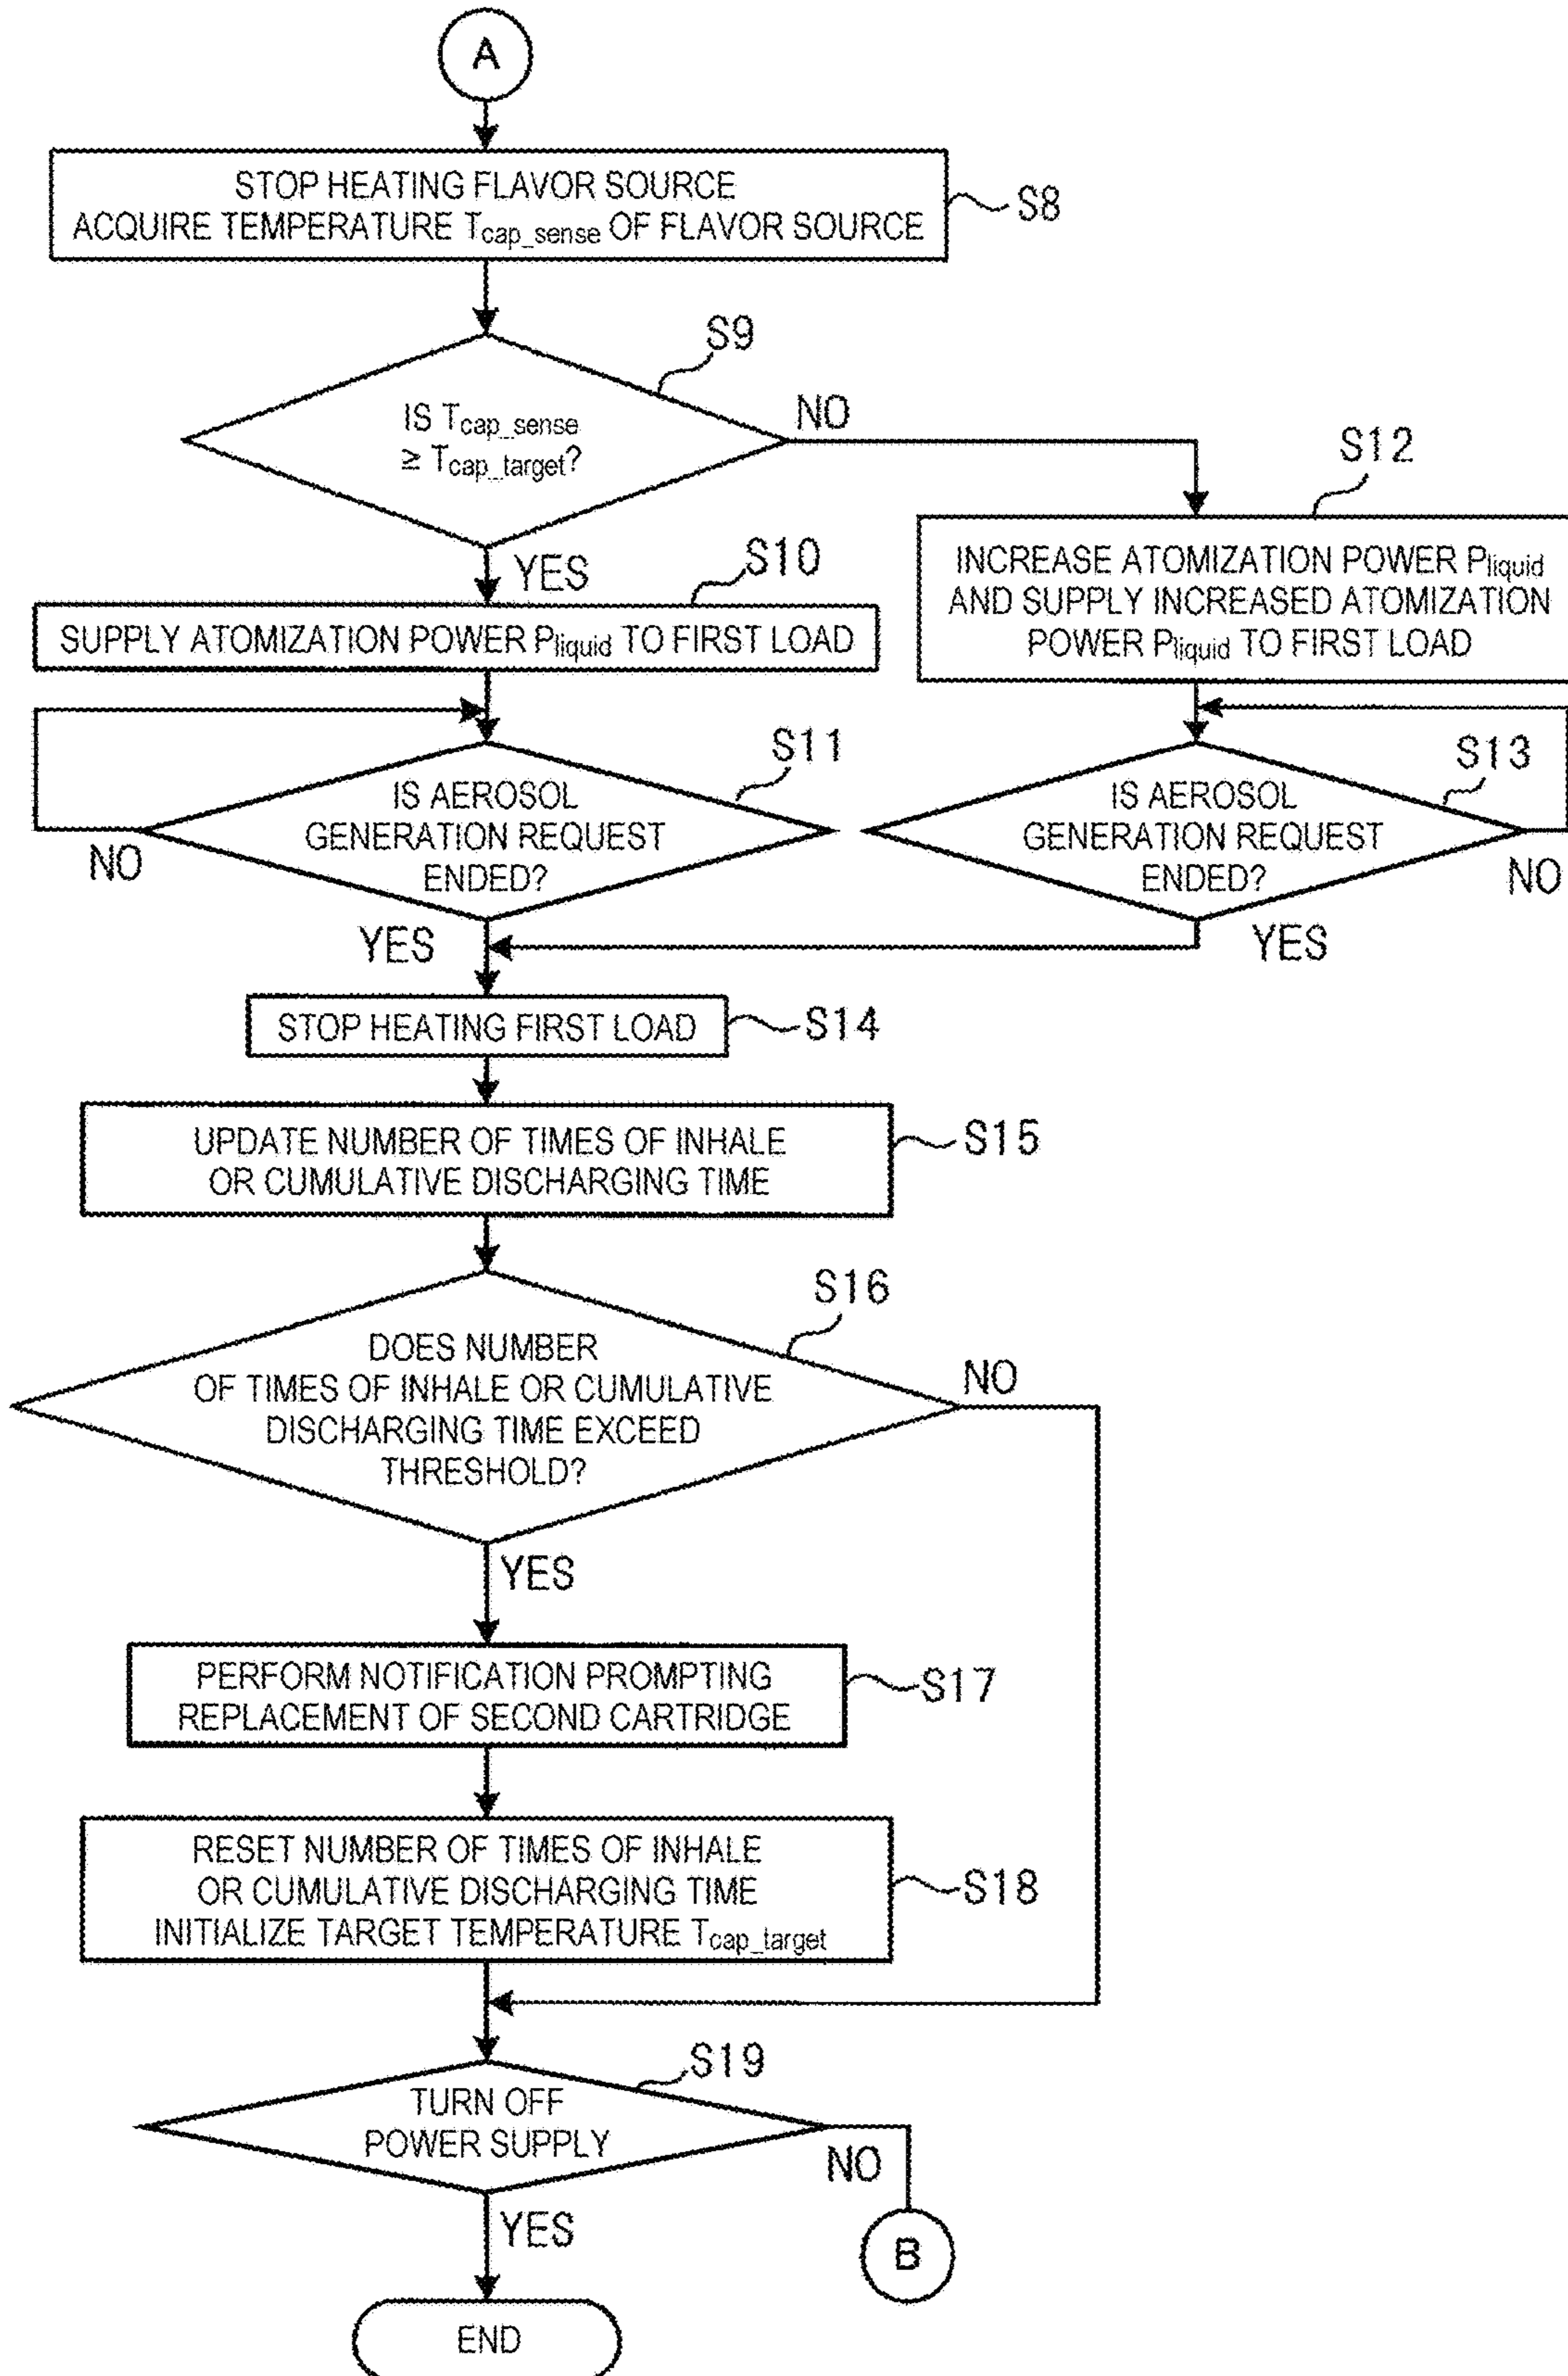 A
STOP HEATING FLAVOR SOURCE
ACQUIRE TEMPERATURE Tcap_sense OF FLAVOR SOURCE
S8
S9
IS Tcap_sense
≥ Tcap_target?
NO
YES
S10
SUPPLY ATOMIZATION POWER Pliquid TO FIRST LOAD
S12
INCREASE ATOMIZATION POWER Pliquid
AND SUPPLY INCREASED ATOMIZATION
POWER Pliquid TO FIRST LOAD
S11
IS AEROSOL
GENERATION REQUEST
ENDED?
NO
YES
S13
IS AEROSOL
GENERATION REQUEST
ENDED?
NO
YES
STOP HEATING FIRST LOAD
S14
UPDATE NUMBER OF TIMES OF INHALE
OR CUMULATIVE DISCHARGING TIME
S15
S16
DOES NUMBER
OF TIMES OF INHALE OR CUMULATIVE
DISCHARGING TIME EXCEED
THRESHOLD?
NO
YES
PERFORM NOTIFICATION PROMPTING
REPLACEMENT OF SECOND CARTRIDGE
S17
RESET NUMBER OF TIMES OF INHALE
OR CUMULATIVE DISCHARGING TIME
INITIALIZE TARGET TEMPERATURE Tcap_target
S18
S19
TURN OFF
POWER SUPPLY
NO
YES
B
END